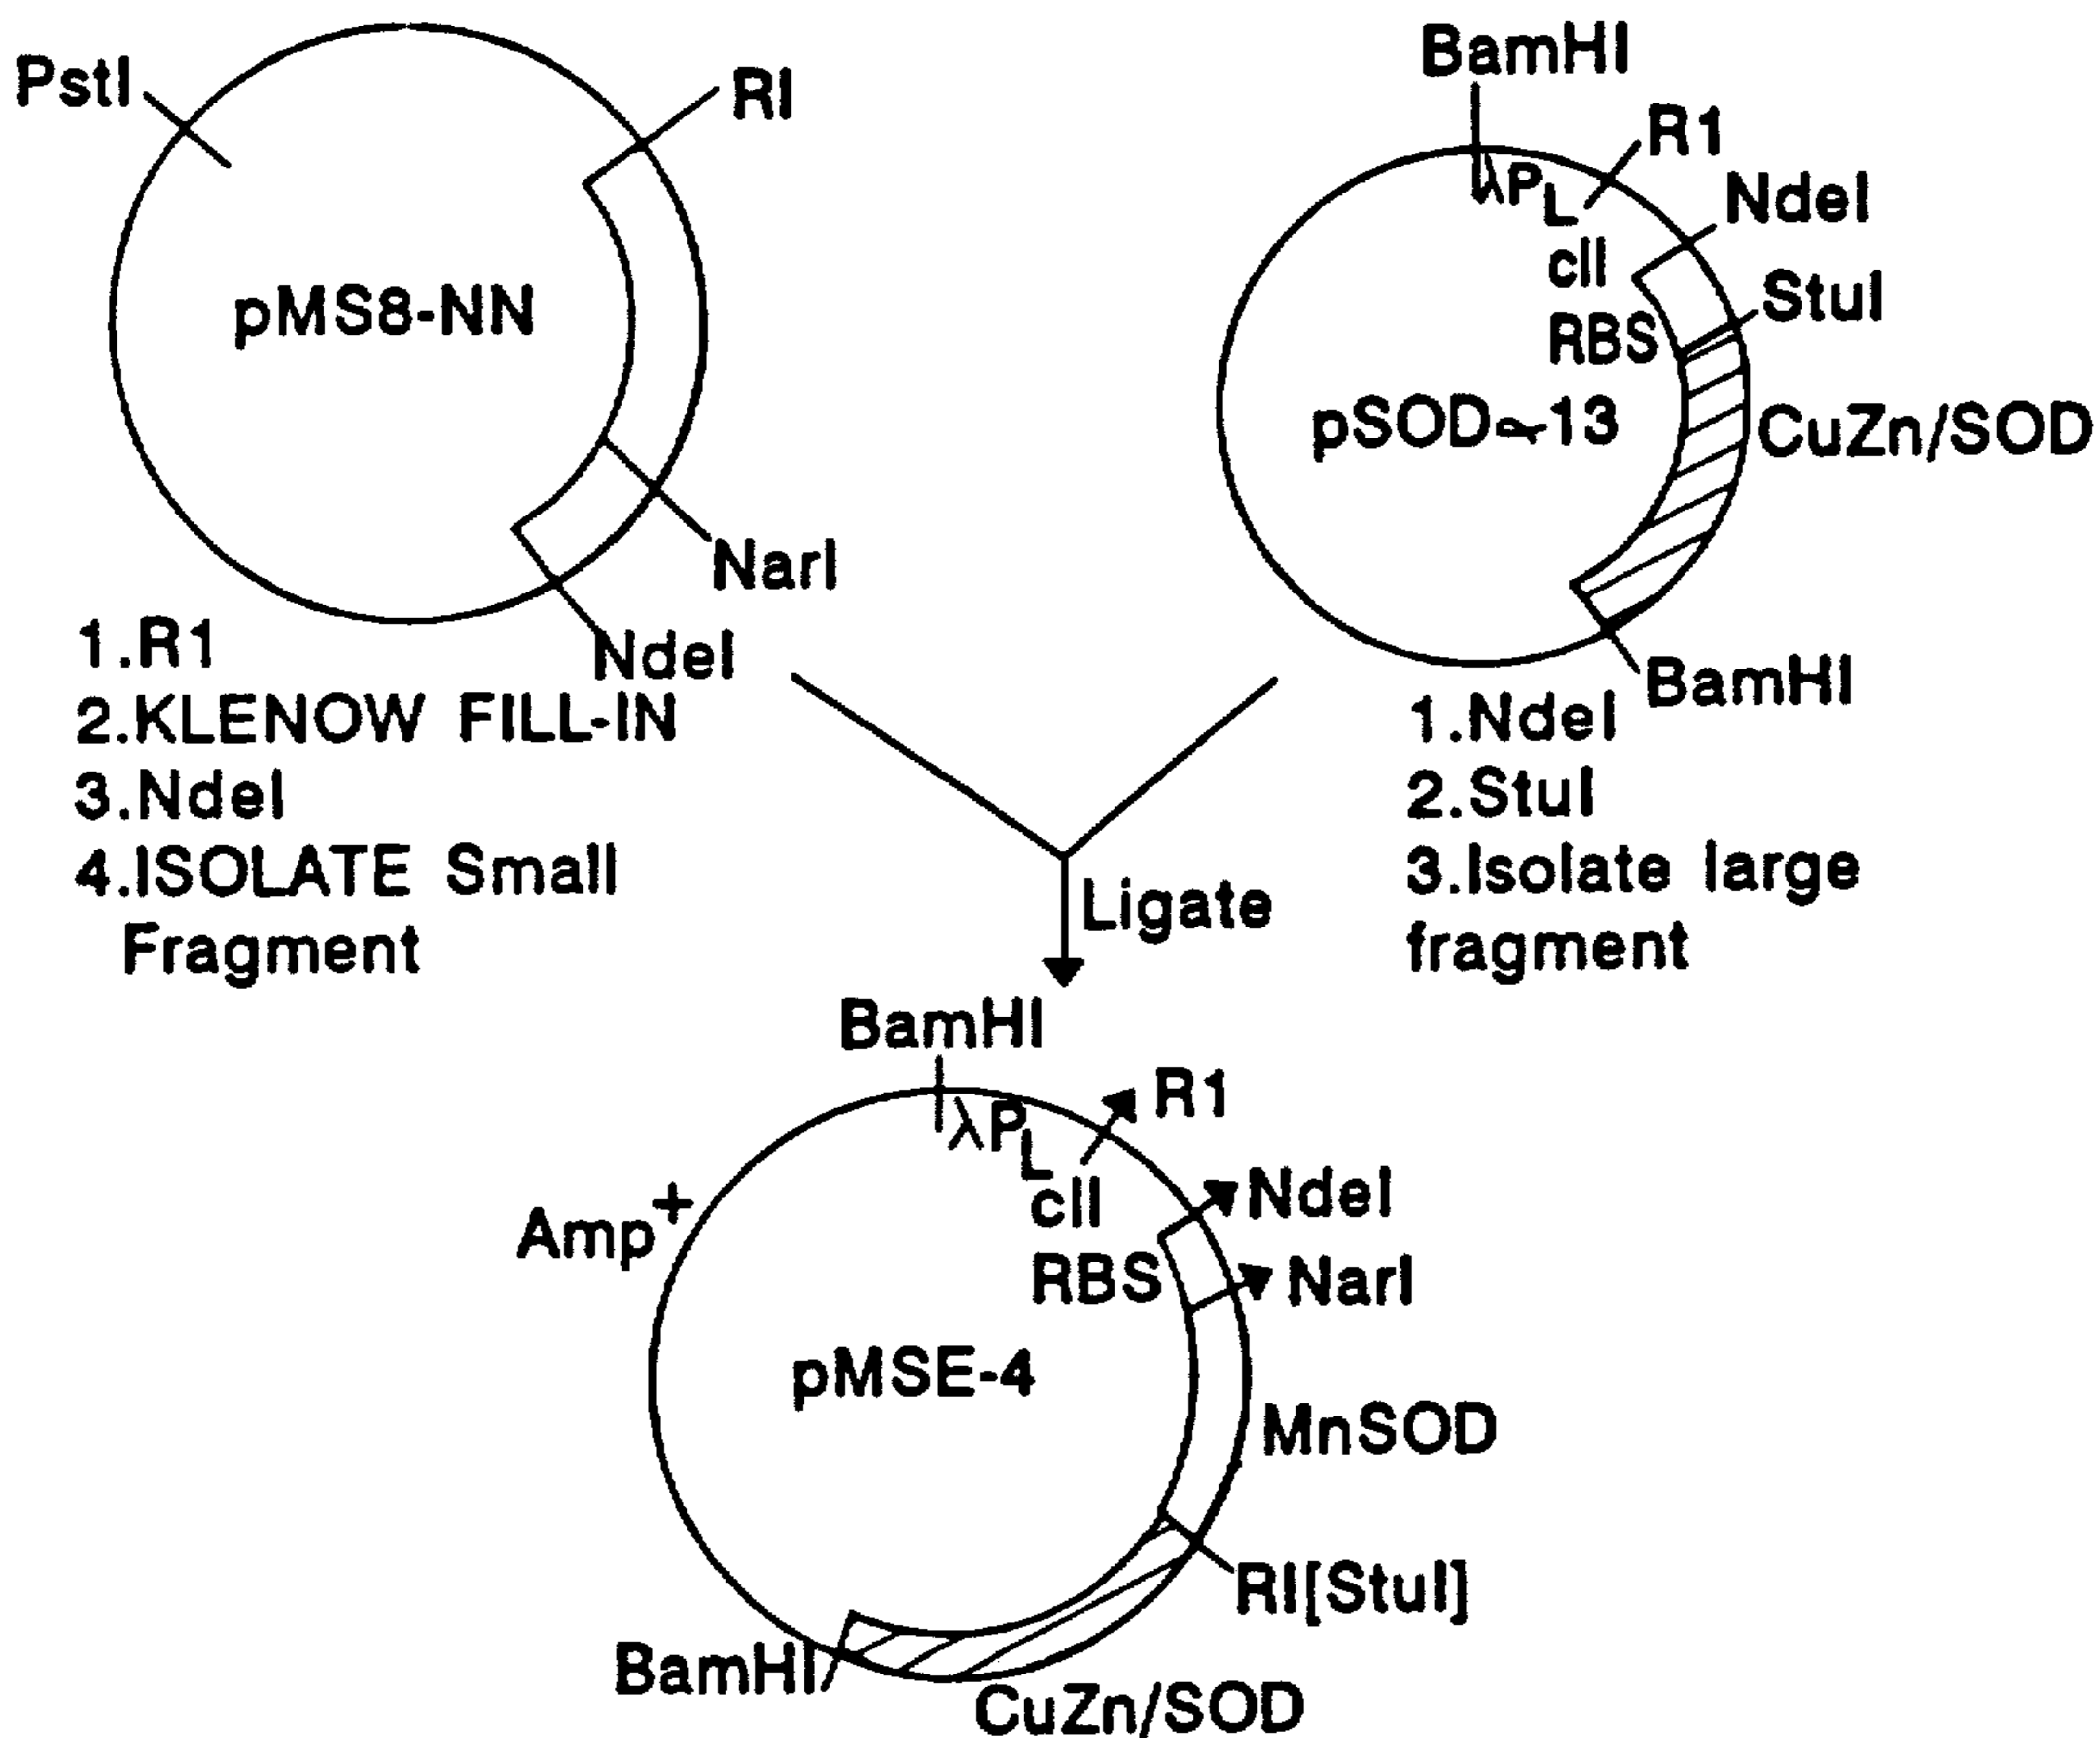 PstI
RI
pMS8-NN
NarI
NdeI
1.R1
2.KLENOW FILL-IN
3.NdeI
4.ISOLATE Small
Fragment
BamHI
R1
λPL
NdeI
cII
StuI
RBS
pSOD∝13
CuZn/SOD
BamHI
1.NdeI
2.StuI
3.Isolate large
fragment
Ligate
BamHI
R1
λPL
NdeI
cII
Amp+
RBS
NarI
pMSE-4
MnSOD
RI[StuI]
BamHI
CuZn/SOD